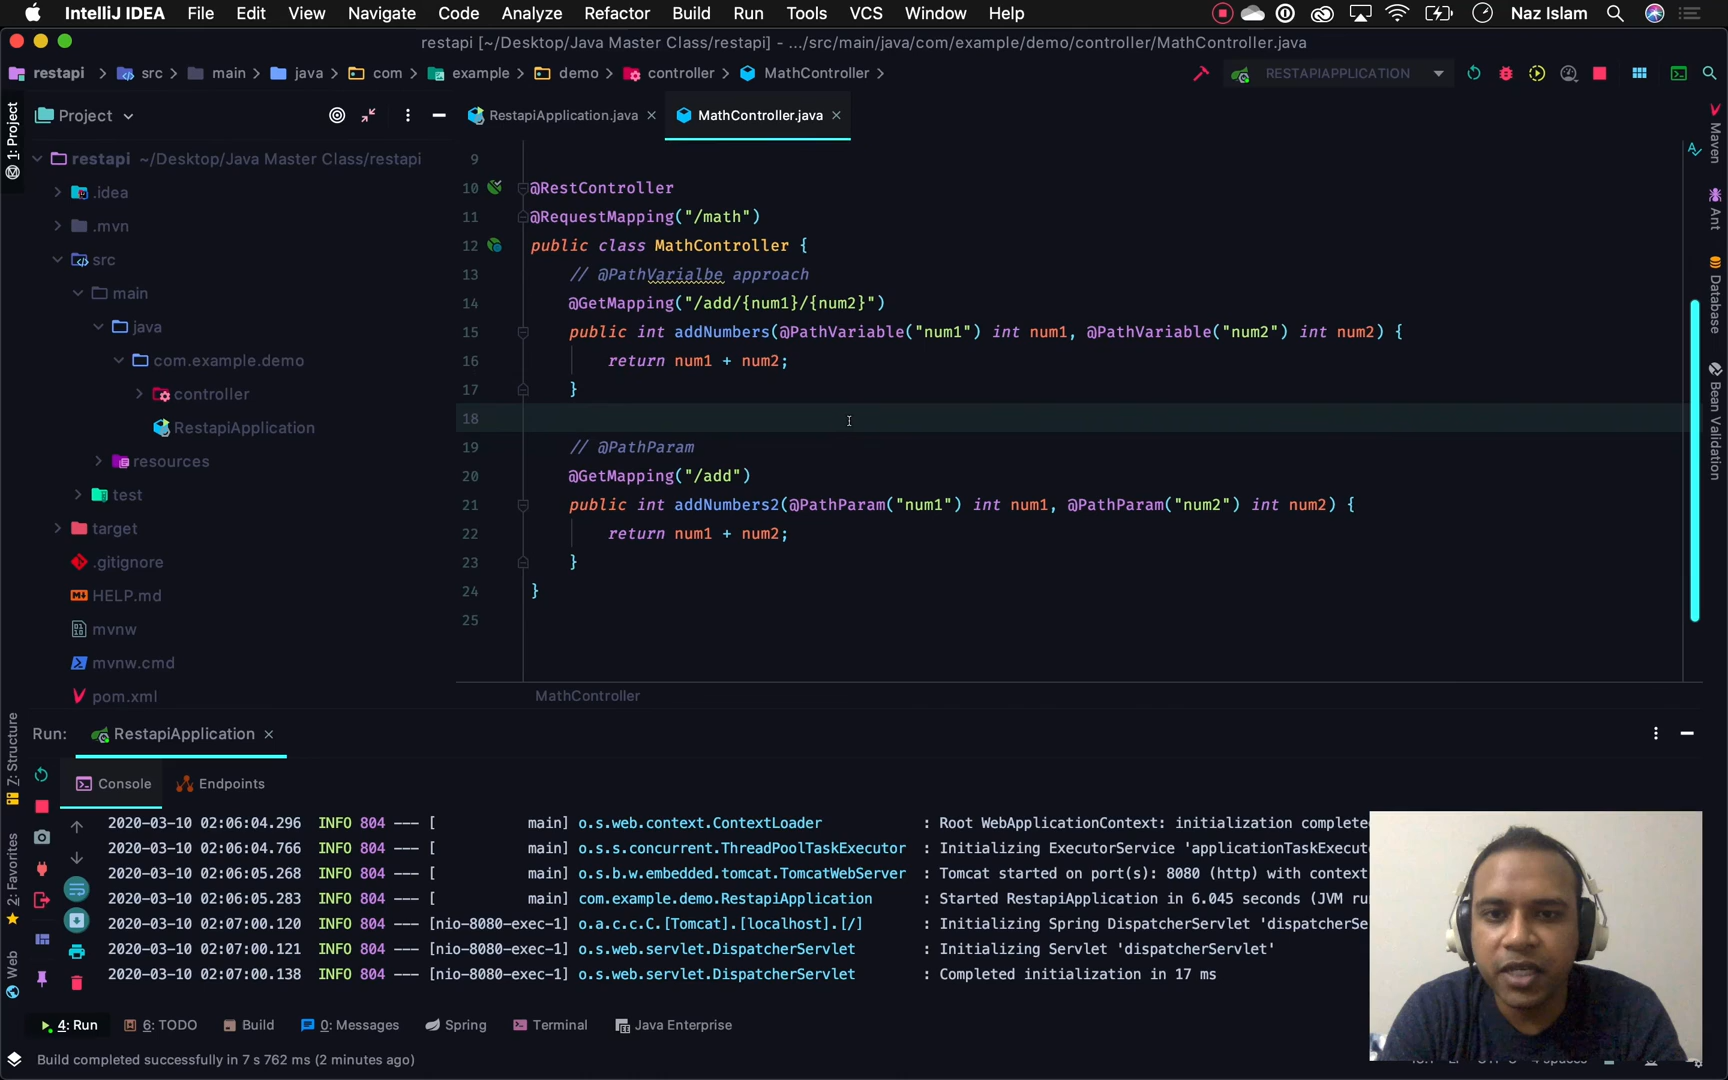 IntelliJ IDEA File Edit View Navigate Code Analyze Refactor Build Run Tools VCS Window Help Naz Islam
restapi [~/Desktop/Java Master Class/restapi] - .../src/main/java/com/example/demo/controller/MathController.java
restapi src main java com example demo controller MathController RESTAPIAPPLICATION
1: Project
Project
RestapiApplication.java
MathController.java
restapi ~/Desktop/Java Master Class/restapi
.idea
.mvn
src
main
java
com.example.demo
controller
RestapiApplication
resources
test
target
.gitignore
HELP.md
mvnw
mvnw.cmd
pom.xml
9
10 @RestController
11 @RequestMapping("/math")
12 public class MathController {
13 // @PathVarialbe approach
14 @GetMapping("/add/{num1}/{num2}")
15 public int addNumbers(@PathVariable("num1") int num1, @PathVariable("num2") int num2) {
16 return num1 + num2;
17 }
18
19 // @PathParam
20 @GetMapping("/add")
21 public int addNumbers2(@PathParam("num1") int num1, @PathParam("num2") int num2) {
22 return num1 + num2;
23 }
24 }
25
MathController
Maven
Ant
Database
Bean Validation
Z: Structure
2: Favorites
Web
Run: RestapiApplication
Console Endpoints
2020-03-10 02:06:04.296 INFO 804 --- [ main] o.s.web.context.ContextLoader : Root WebApplicationContext: initialization complete
2020-03-10 02:06:04.766 INFO 804 --- [ main] o.s.s.concurrent.ThreadPoolTaskExecutor : Initializing ExecutorService 'applicationTaskExecut
2020-03-10 02:06:05.268 INFO 804 --- [ main] o.s.b.w.embedded.tomcat.TomcatWebServer : Tomcat started on port(s): 8080 (http) with context
2020-03-10 02:06:05.283 INFO 804 --- [ main] com.example.demo.RestapiApplication : Started RestapiApplication in 6.045 seconds (JVM ru
2020-03-10 02:07:00.120 INFO 804 --- [nio-8080-exec-1] o.a.c.c.C.[Tomcat].[localhost].[/] : Initializing Spring DispatcherServlet 'dispatcherSe
2020-03-10 02:07:00.121 INFO 804 --- [nio-8080-exec-1] o.s.web.servlet.DispatcherServlet : Initializing Servlet 'dispatcherServlet'
2020-03-10 02:07:00.138 INFO 804 --- [nio-8080-exec-1] o.s.web.servlet.DispatcherServlet : Completed initialization in 17 ms
4: Run 6: TODO Build 0: Messages Spring Terminal Java Enterprise
Build completed successfully in 7 s 762 ms (2 minutes ago)